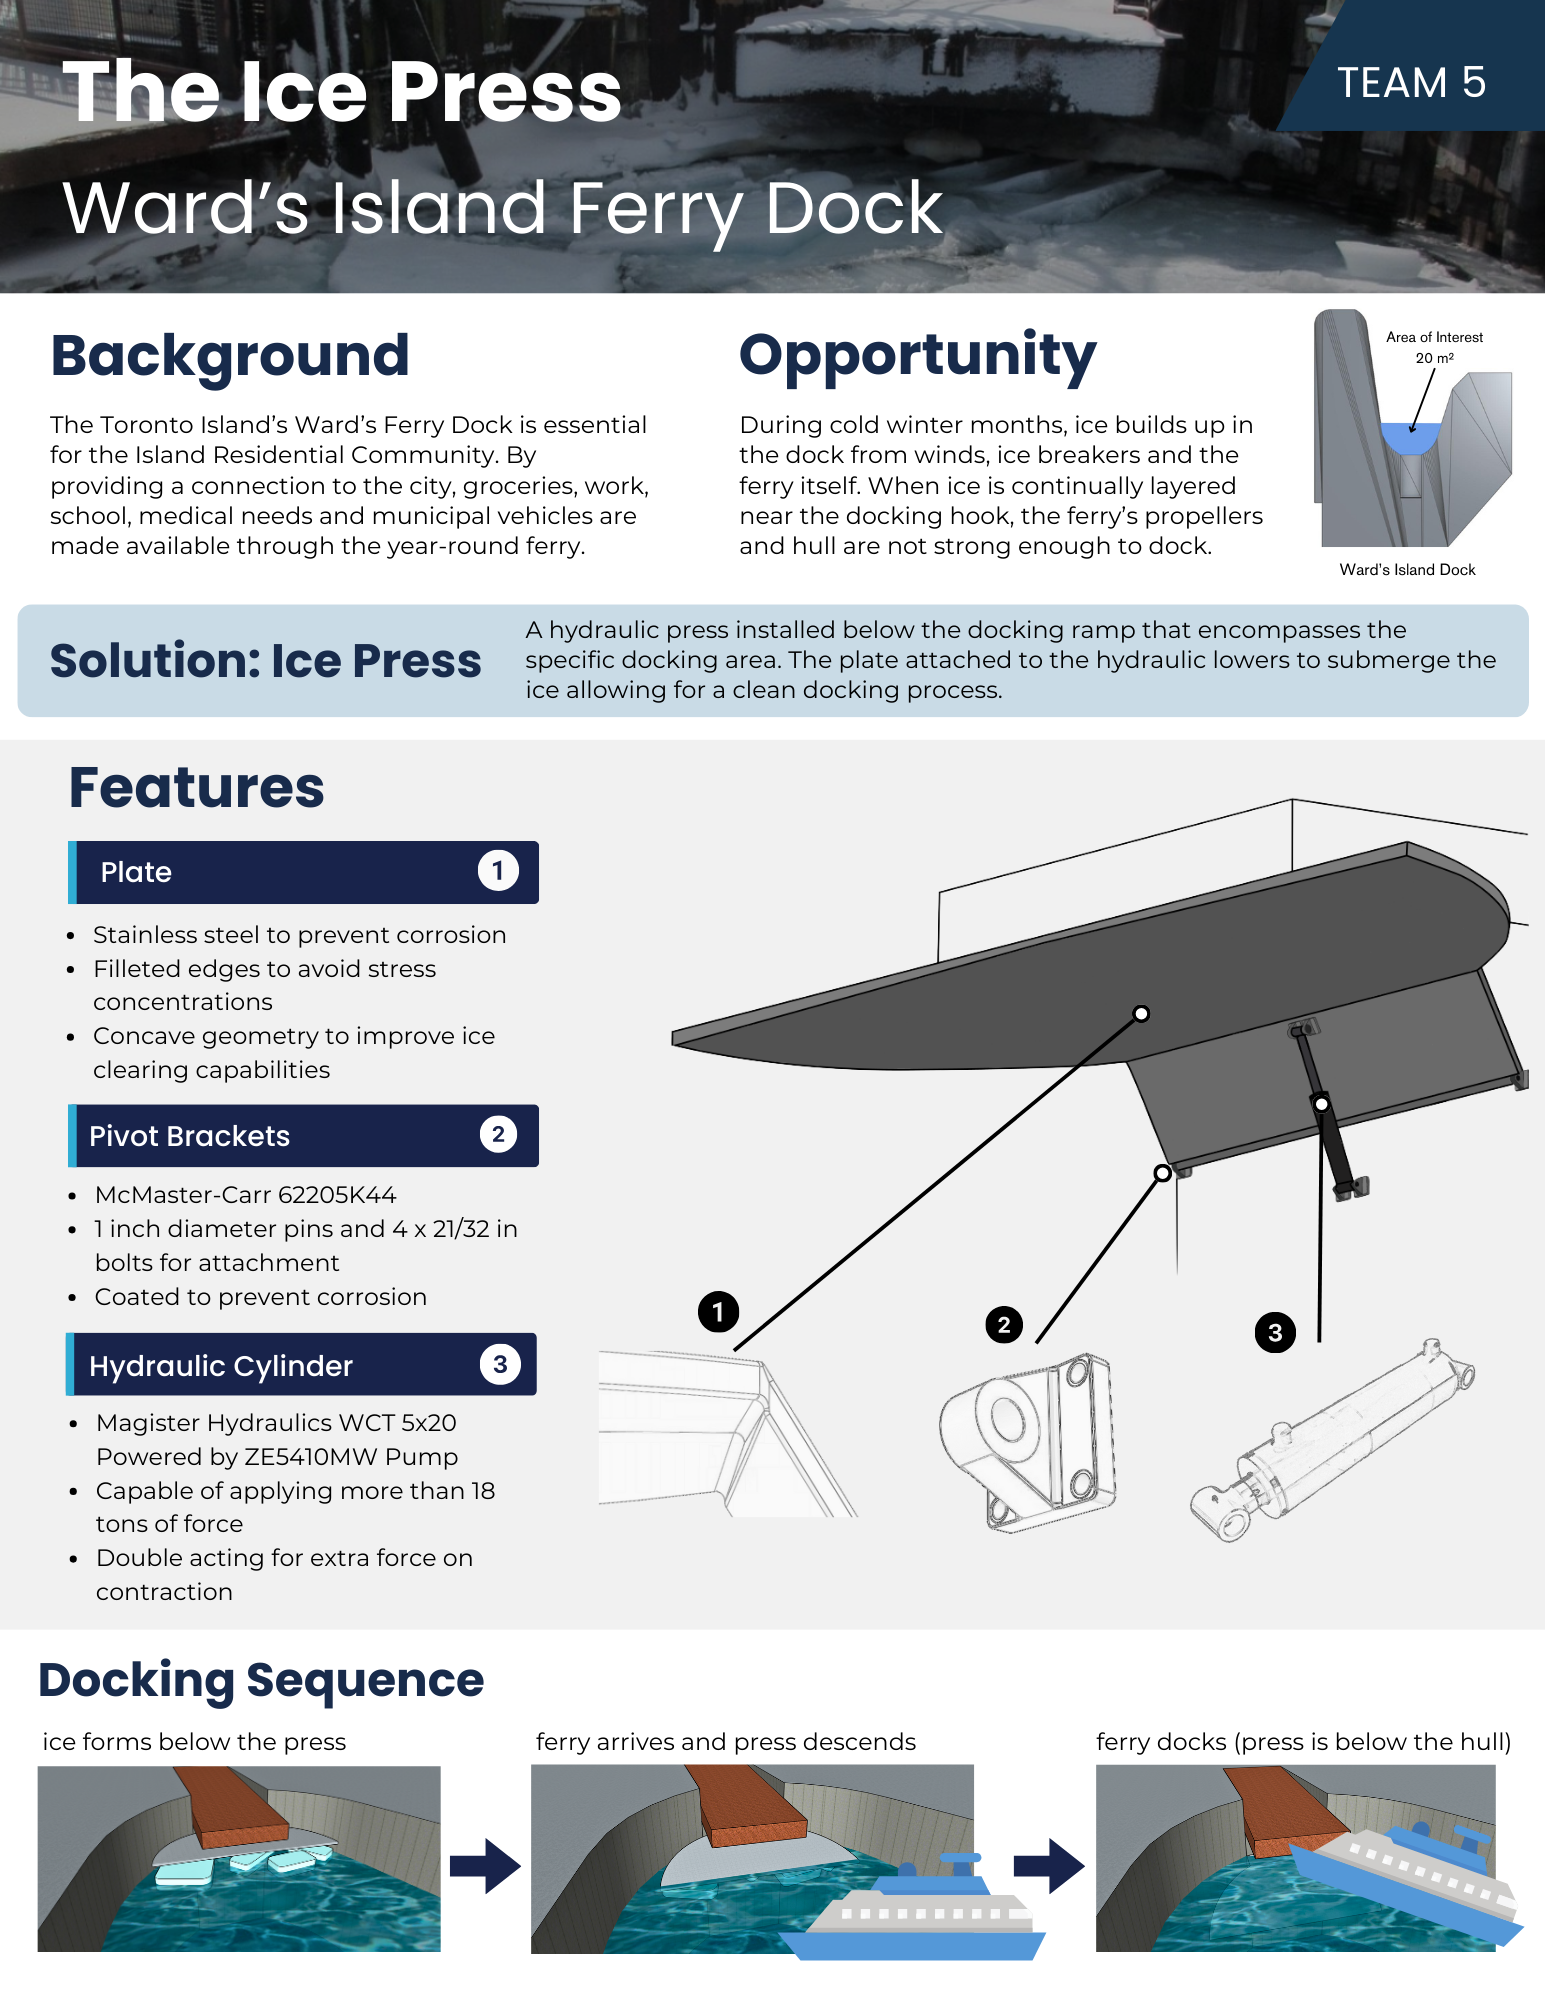 The Ice Press
TEAM 5
Ward's Island Ferry Dock
Background
The Toronto Island's Ward's Ferry Dock is essential
for the Island Residential Community. By
providing a connection to the city, groceries, work,
school, medical needs and municipal vehicles are
made available through the year-round ferry.
Opportunity
During cold winter months, ice builds up in
the dock from winds, ice breakers and the
ferry itself. When ice is continually layered
near the docking hook, the ferry's propellers
and hull are not strong enough to dock.
Area of Interest
20 m²
Ward's Island Dock
Solution: Ice Press
A hydraulic press installed below the docking ramp that encompasses the
specific docking area. The plate attached to the hydraulic lowers to submerge the
ice allowing for a clean docking process.
Features
Plate 1
• Stainless steel to prevent corrosion
• Filleted edges to avoid stress
concentrations
• Concave geometry to improve ice
clearing capabilities
Pivot Brackets 2
• McMaster-Carr 62205K44
• 1 inch diameter pins and 4 x 21/32 in
bolts for attachment
• Coated to prevent corrosion
Hydraulic Cylinder 3
• Magister Hydraulics WCT 5x20
Powered by ZE5410MW Pump
• Capable of applying more than 18
tons of force
• Double acting for extra force on
contraction
1
2
3
Docking Sequence
ice forms below the press
ferry arrives and press descends
ferry docks (press is below the hull)